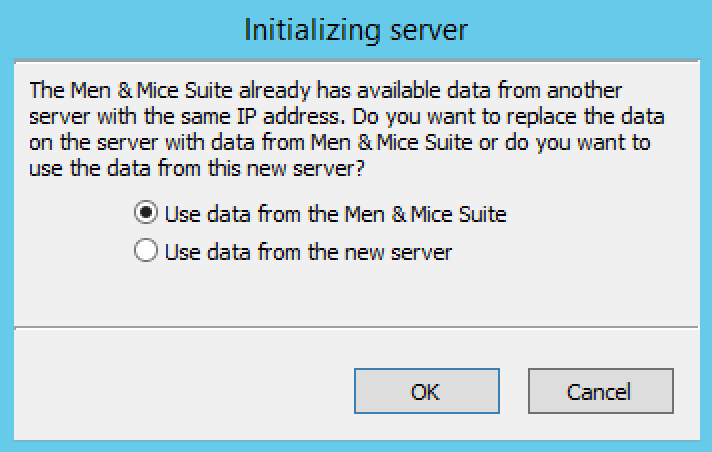 Initializing server
The Men & Mice Suite already has available data from another
server with the same IP address. Do you want to replace the data
on the server with data from Men & Mice Suite or do you want to
use the data from this new server?
Use data from the Men & Mice Suite
Use data from the new server
OK
Cancel